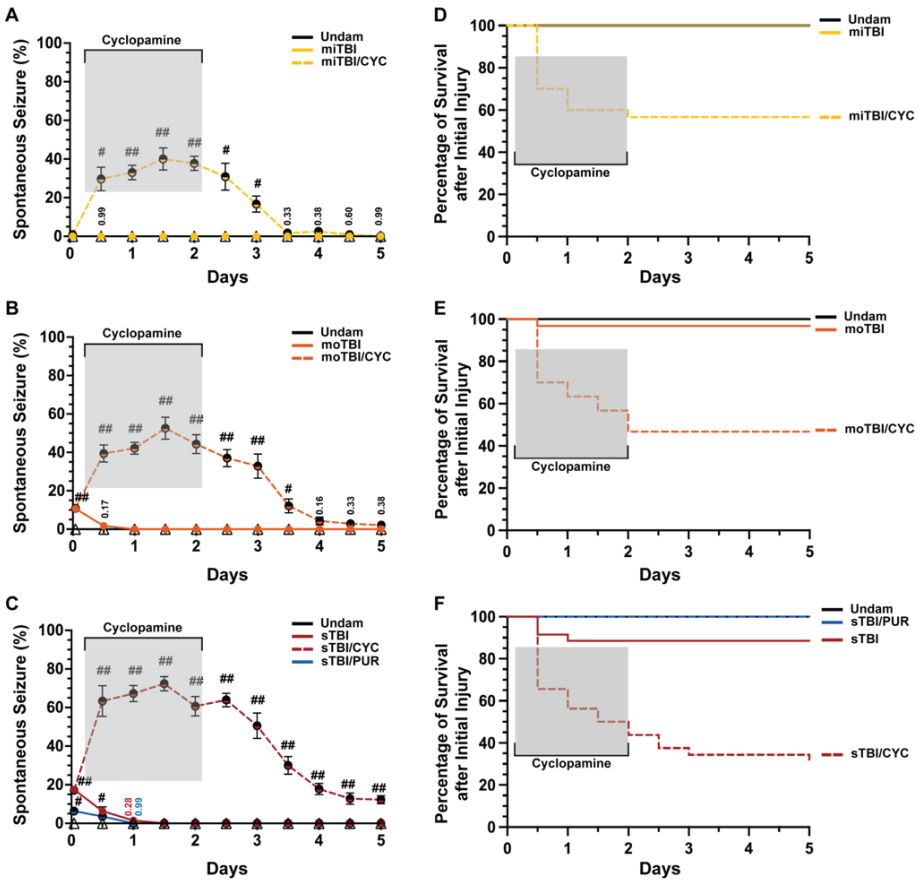 A
Spontaneous Seizure (%)
100
80
60
40
20
0
Cyclopamine
Undam
miTBI
miTBI/CYC
#
##
##
##
#
#
0.99
0.33
0.38
0.60
0.99
0 1 2 3 4 5
Days
D
Percentage of Survival
after Initial Injury
100
80
60
40
20
0
Undam
miTBI
miTBI/CYC
Cyclopamine
0 1 2 3 4 5
Days
B
Spontaneous Seizure (%)
100
80
60
40
20
0
Cyclopamine
Undam
moTBI
moTBI/CYC
##
##
##
##
##
##
##
#
0.17
0.16
0.33
0.38
0 1 2 3 4 5
Days
E
Percentage of Survival
after Initial Injury
100
80
60
40
20
0
Undam
moTBI
moTBI/CYC
Cyclopamine
0 1 2 3 4 5
Days
C
Spontaneous Seizure (%)
100
80
60
40
20
0
Cyclopamine
Undam
sTBI
sTBI/CYC
sTBI/PUR
##
##
##
##
##
##
##
##
##
##
##
#
#
0.28
0.99
0 1 2 3 4 5
Days
F
Percentage of Survival
after Initial Injury
100
80
60
40
20
0
Undam
sTBI/PUR
sTBI
sTBI/CYC
Cyclopamine
0 1 2 3 4 5
Days